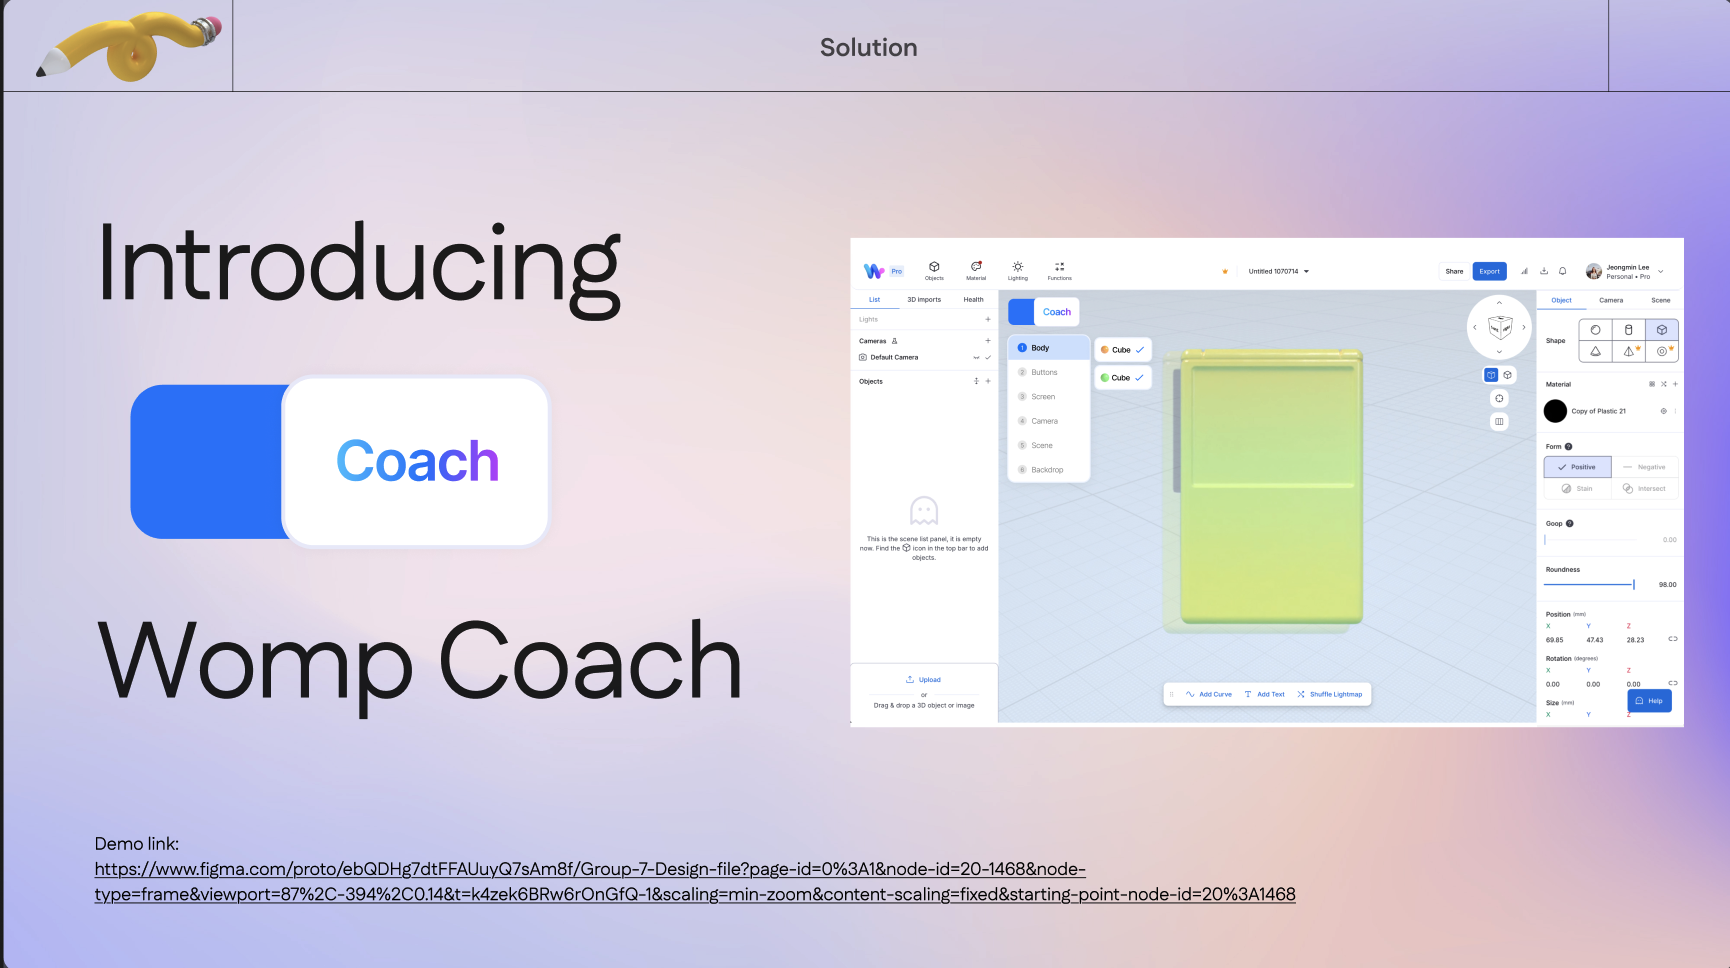 Solution
Introducing
Coach
Womp Coach
Demo link:
https://www.figma.com/proto/ebQDHg7dtFFAUuyQ7sAm8f/Group-7-Design-file?page-id=0%3A1&node-id=20-1468&node-
type=frame&viewport=87%2C-394%2C0.14&t=k4zek6BRw6rOnGfQ-1&scaling=min-zoom&content-scaling=fixed&starting-point-node-id=20%3A1468
Pro
Objects
Material
Lighting
Functions
Untitled 1070714
Share
Export
Jeongmin Lee
Personal • Pro
List
3D imports
Health
Lights
Cameras
Default Camera
Objects
This is the scene list panel, it is empty
now. Find the icon in the top bar to add
objects.
Upload
or
Drag & drop a 3D object or image
Coach
1 Body
2 Buttons
3 Screen
4 Camera
5 Scene
6 Backdrop
Cube
Cube
Add Curve
Add Text
Shuffle Lightmap
Object
Camera
Scene
Shape
Material
Copy of Plastic 21
Form
Positive
Negative
Stain
Intersect
Goop
0.00
Roundness
98.00
Position (mm)
X Y Z
69.85 47.43 28.23
Rotation (degrees)
X Y Z
0.00 0.00 0.00
Size (mm)
X Y Z
Help